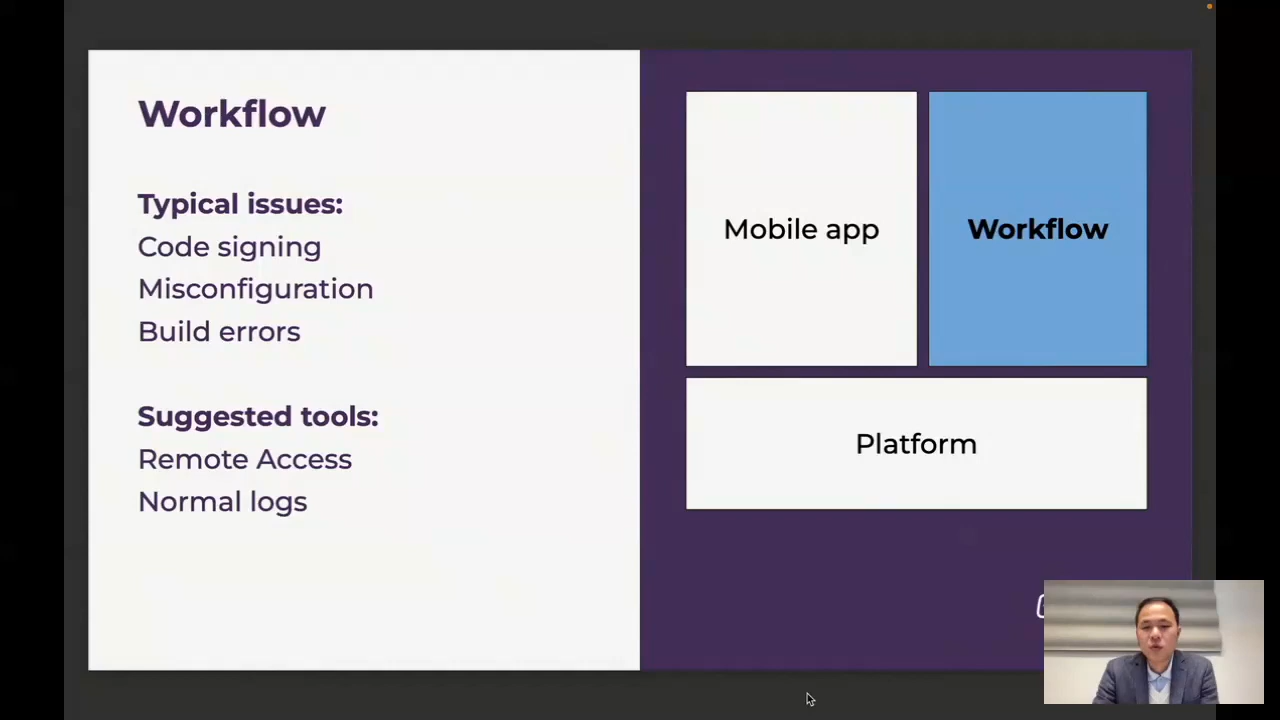 Workflow
Typical issues:
Code signing
Misconfiguration
Build errors
Suggested tools:
Remote Access
Normal logs
Mobile app
Workflow
Platform